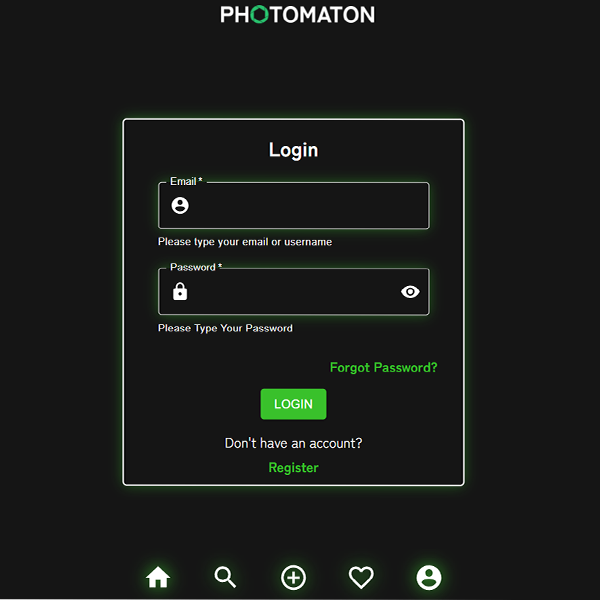 PHOTOMATON
Login
Email *
Please type your email or username
Password *
Please Type Your Password
Forgot Password?
LOGIN
Don't have an account?
Register